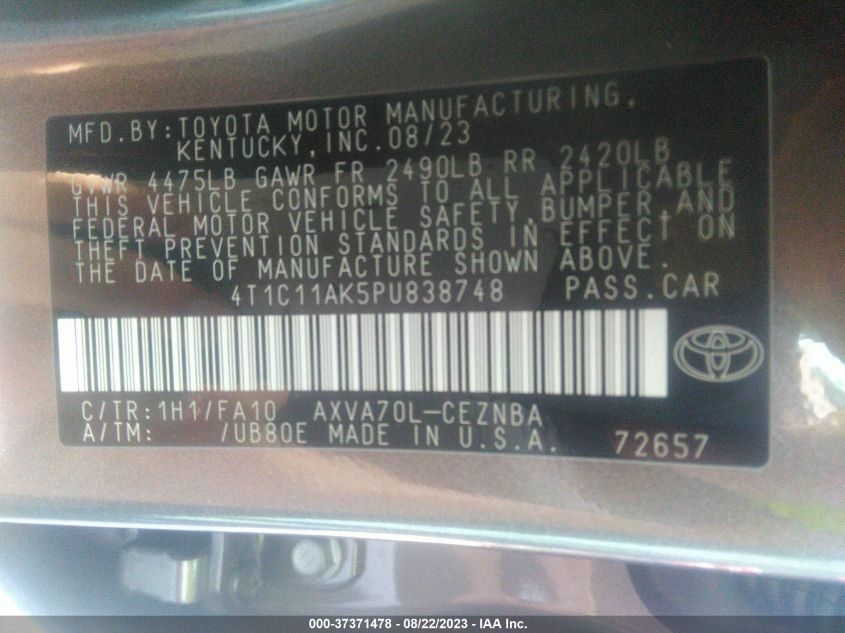 MFD.BY:TOYOTA MOTOR MANUFACTURING,
KENTUCKY,INC.08/23
GVWR 4475LB GAWR FR 2490LB RR 2420LB
THIS VEHICLE CONFORMS TO ALL APPLICABLE
FEDERAL MOTOR VEHICLE SAFETY,BUMPER,AND
THEFT PREVENTION STANDARDS IN EFFECT ON
THE DATE OF MANUFACTURE SHOWN ABOVE.
4T1C11AK5PU838748 PASS.CAR
C/TR:1H1/FA10 AXVA70L-CEZNBA
A/TM: /UB80E MADE IN U.S.A. 72657
000-37371478 - 08/22/2023 - IAA Inc.